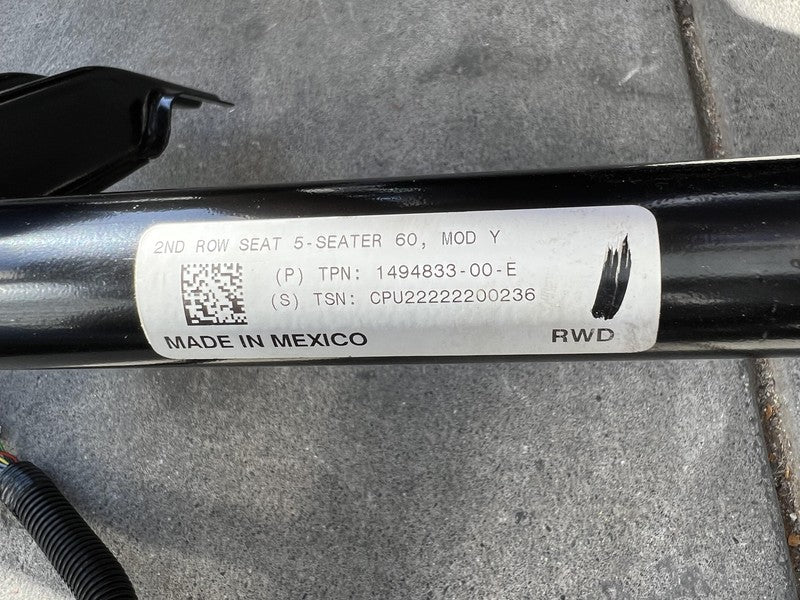 2ND ROW SEAT 5-SEATER 60, MOD Y
(P) TPN: 1494833-00-E
(S) TSN: CPU22222200236
MADE IN MEXICO
RWD